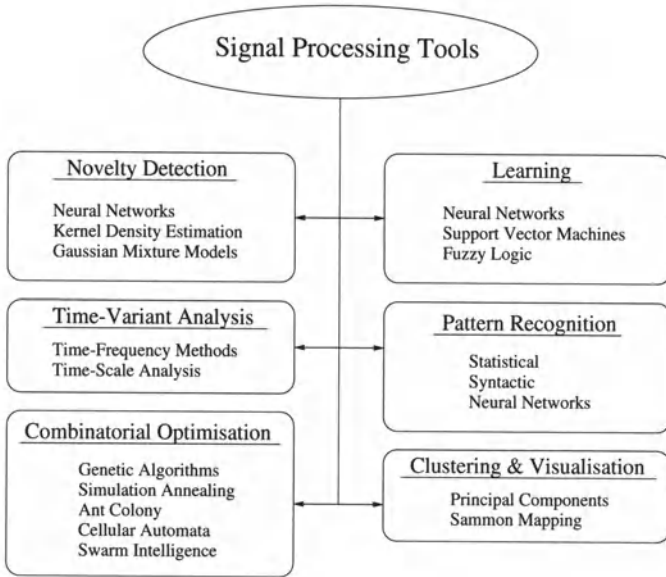 Signal Processing Tools
Novelty Detection
Neural Networks
Kernel Density Estimation
Gaussian Mixture Models
Learning
Neural Networks
Support Vector Machines
Fuzzy Logic
Time-Variant Analysis
Time-Frequency Methods
Time-Scale Analysis
Pattern Recognition
Statistical
Syntactic
Neural Networks
Combinatorial Optimisation
Genetic Algorithms
Simulation Annealing
Ant Colony
Cellular Automata
Swarm Intelligence
Clustering & Visualisation
Principal Components
Sammon Mapping